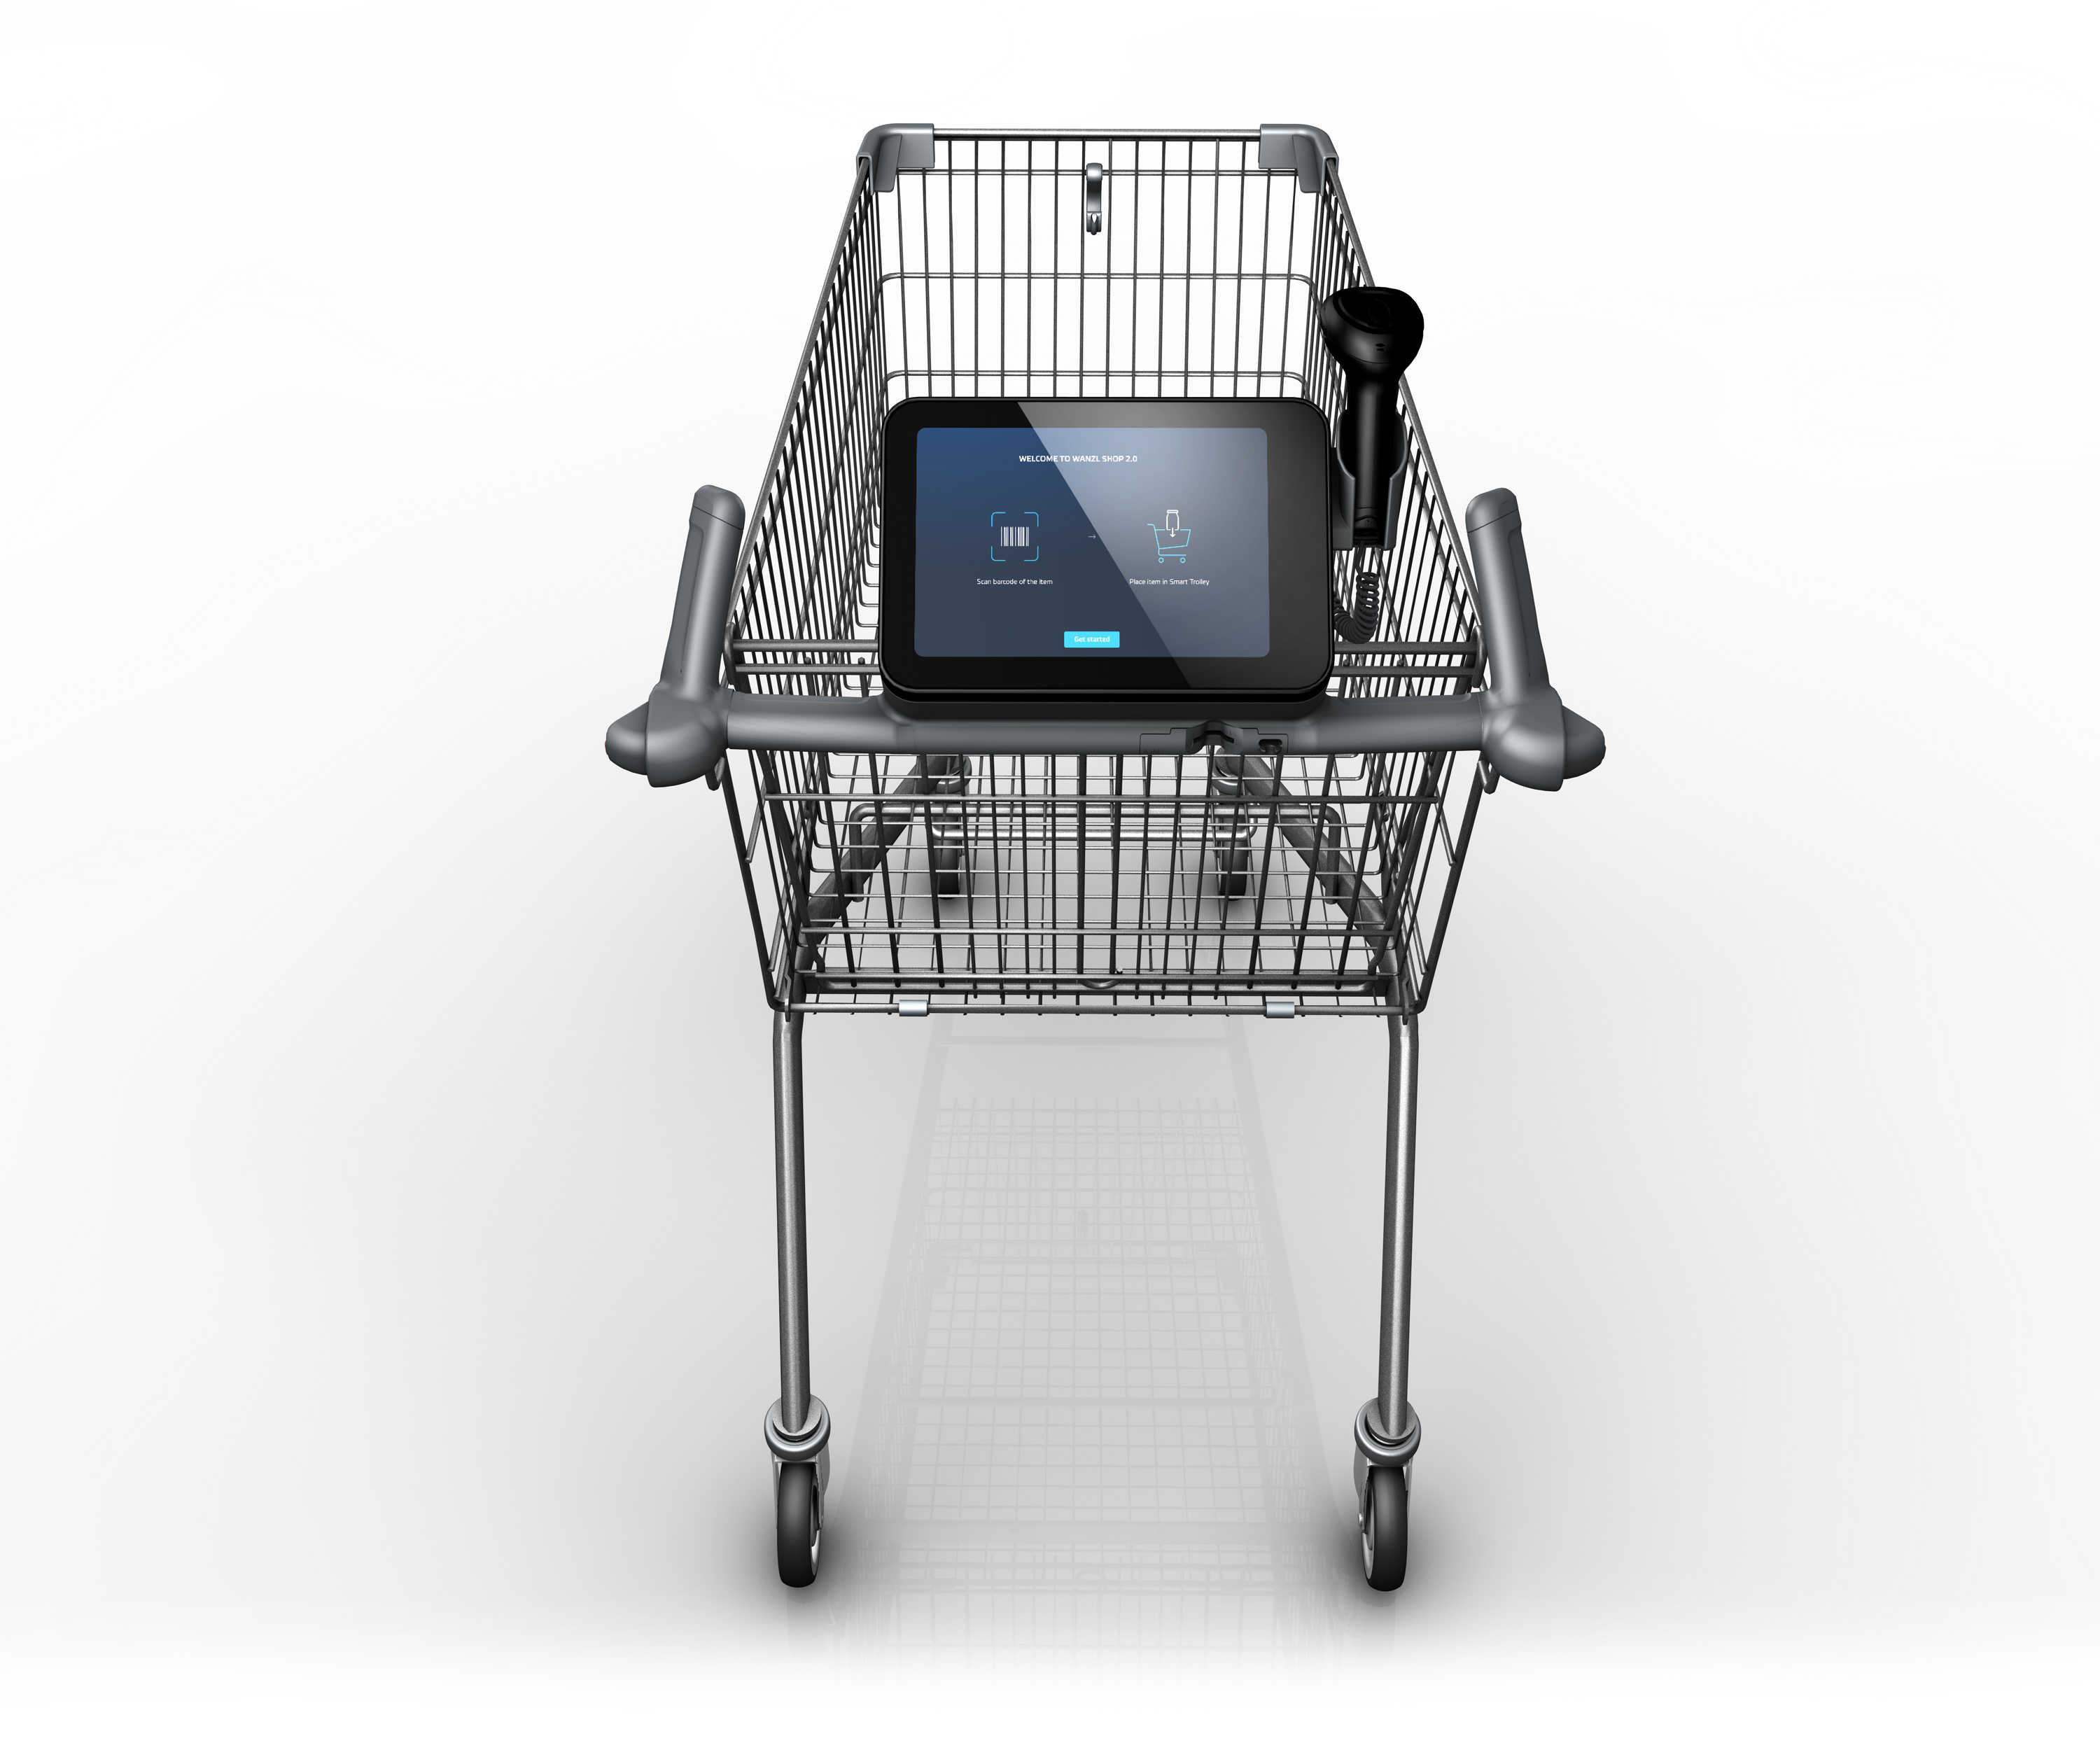 WELCOME TO WANZL SHOP 2.0
→
Scan barcode of the item
Place item in Smart Trolley
Get started